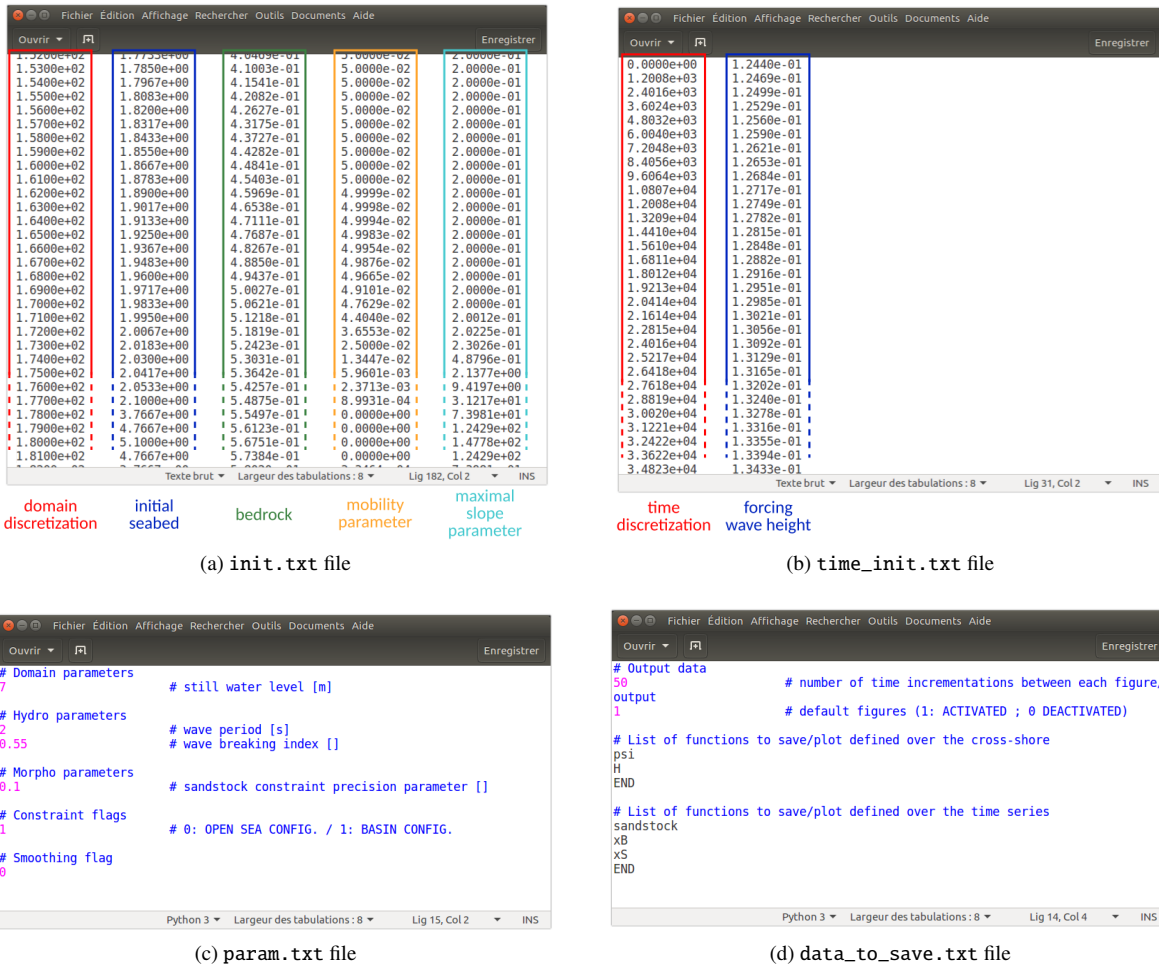 Fichier Édition Affichage Rechercher Outils Documents Aide
Ouvrir Enregistrer
1.5200e+02 1.7733e+00 4.0469e-01 5.0000e-02 2.0000e-01
1.5300e+02 1.7850e+00 4.1003e-01 5.0000e-02 2.0000e-01
1.5400e+02 1.7967e+00 4.1541e-01 5.0000e-02 2.0000e-01
1.5500e+02 1.8083e+00 4.2082e-01 5.0000e-02 2.0000e-01
1.5600e+02 1.8200e+00 4.2627e-01 5.0000e-02 2.0000e-01
1.5700e+02 1.8317e+00 4.3175e-01 5.0000e-02 2.0000e-01
1.5800e+02 1.8433e+00 4.3727e-01 5.0000e-02 2.0000e-01
1.5900e+02 1.8550e+00 4.4282e-01 5.0000e-02 2.0000e-01
1.6000e+02 1.8667e+00 4.4841e-01 5.0000e-02 2.0000e-01
1.6100e+02 1.8783e+00 4.5403e-01 5.0000e-02 2.0000e-01
1.6200e+02 1.8900e+00 4.5969e-01 4.9999e-02 2.0000e-01
1.6300e+02 1.9017e+00 4.6538e-01 4.9998e-02 2.0000e-01
1.6400e+02 1.9133e+00 4.7111e-01 4.9994e-02 2.0000e-01
1.6500e+02 1.9250e+00 4.7687e-01 4.9983e-02 2.0000e-01
1.6600e+02 1.9367e+00 4.8267e-01 4.9954e-02 2.0000e-01
1.6700e+02 1.9483e+00 4.8850e-01 4.9876e-02 2.0000e-01
1.6800e+02 1.9600e+00 4.9437e-01 4.9665e-02 2.0000e-01
1.6900e+02 1.9717e+00 5.0027e-01 4.9101e-02 2.0000e-01
1.7000e+02 1.9833e+00 5.0621e-01 4.7629e-02 2.0000e-01
1.7100e+02 1.9950e+00 5.1218e-01 4.4040e-02 2.0012e-01
1.7200e+02 2.0067e+00 5.1819e-01 3.6553e-02 2.0225e-01
1.7300e+02 2.0183e+00 5.2423e-01 2.5000e-02 2.3026e-01
1.7400e+02 2.0300e+00 5.3031e-01 1.3447e-02 4.8796e-01
1.7500e+02 2.0417e+00 5.3642e-01 5.9601e-03 2.1377e+00
1.7600e+02 2.0533e+00 5.4257e-01 2.3713e-03 9.4197e+00
1.7700e+02 2.1000e+00 5.4875e-01 8.9931e-04 3.1217e+01
1.7800e+02 3.7667e+00 5.5497e-01 0.0000e+00 7.3981e+01
1.7900e+02 4.7667e+00 5.6123e-01 0.0000e+00 1.2429e+02
1.8000e+02 5.1000e+00 5.6751e-01 0.0000e+00 1.4778e+02
1.8100e+02 4.7667e+00 5.7384e-01 0.0000e+00 1.2429e+02
Texte brut Largeur des tabulations : 8 Lig 182, Col 2 INS
domain discretization
initial seabed
bedrock
mobility parameter
maximal slope parameter
(a) init.txt file
Fichier Édition Affichage Rechercher Outils Documents Aide
Ouvrir Enregistrer
0.0000e+00 1.2440e-01
1.2008e+03 1.2469e-01
2.4016e+03 1.2499e-01
3.6024e+03 1.2529e-01
4.8032e+03 1.2560e-01
6.0040e+03 1.2590e-01
7.2048e+03 1.2621e-01
8.4056e+03 1.2653e-01
9.6064e+03 1.2684e-01
1.0807e+04 1.2717e-01
1.2008e+04 1.2749e-01
1.3209e+04 1.2782e-01
1.4410e+04 1.2815e-01
1.5610e+04 1.2848e-01
1.6811e+04 1.2882e-01
1.8012e+04 1.2916e-01
1.9213e+04 1.2951e-01
2.0414e+04 1.2985e-01
2.1614e+04 1.3021e-01
2.2815e+04 1.3056e-01
2.4016e+04 1.3092e-01
2.5217e+04 1.3129e-01
2.6418e+04 1.3165e-01
2.7618e+04 1.3202e-01
2.8819e+04 1.3240e-01
3.0020e+04 1.3278e-01
3.1221e+04 1.3316e-01
3.2422e+04 1.3355e-01
3.3622e+04 1.3394e-01
3.4823e+04 1.3433e-01
Texte brut Largeur des tabulations : 8 Lig 31, Col 2 INS
time discretization
forcing wave height
(b) time_init.txt file
Fichier Édition Affichage Rechercher Outils Documents Aide
Ouvrir Enregistrer
# Domain parameters
7 # still water level [m]
# Hydro parameters
2 # wave period [s]
0.55 # wave breaking index []
# Morpho parameters
0.1 # sandstock constraint precision parameter []
# Constraint flags
1 # 0: OPEN SEA CONFIG. / 1: BASIN CONFIG.
# Smoothing flag
0
Python 3 Largeur des tabulations : 8 Lig 15, Col 2 INS
(c) param.txt file
Fichier Édition Affichage Rechercher Outils Documents Aide
Ouvrir Enregistrer
# Output data
50 # number of time incrementations between each figure/
output
1 # default figures (1: ACTIVATED ; 0 DEACTIVATED)
# List of functions to save/plot defined over the cross-shore
psi
H
END
# List of functions to save/plot defined over the time series
sandstock
xB
xS
END
Python 3 Largeur des tabulations : 8 Lig 14, Col 4 INS
(d) data_to_save.txt file